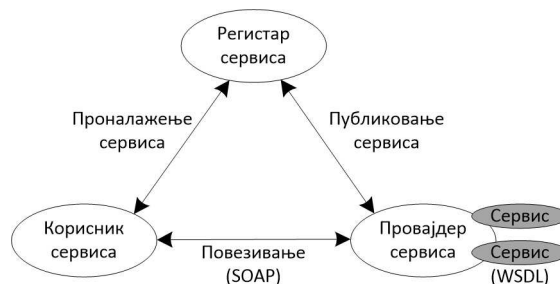 Регистар
сервиса
Проналажење
сервиса
Публиковање
сервиса
Корисник
сервиса
Повезивање
(SOAP)
Провајдер
сервиса
Сервис
Сервис
(WSDL)